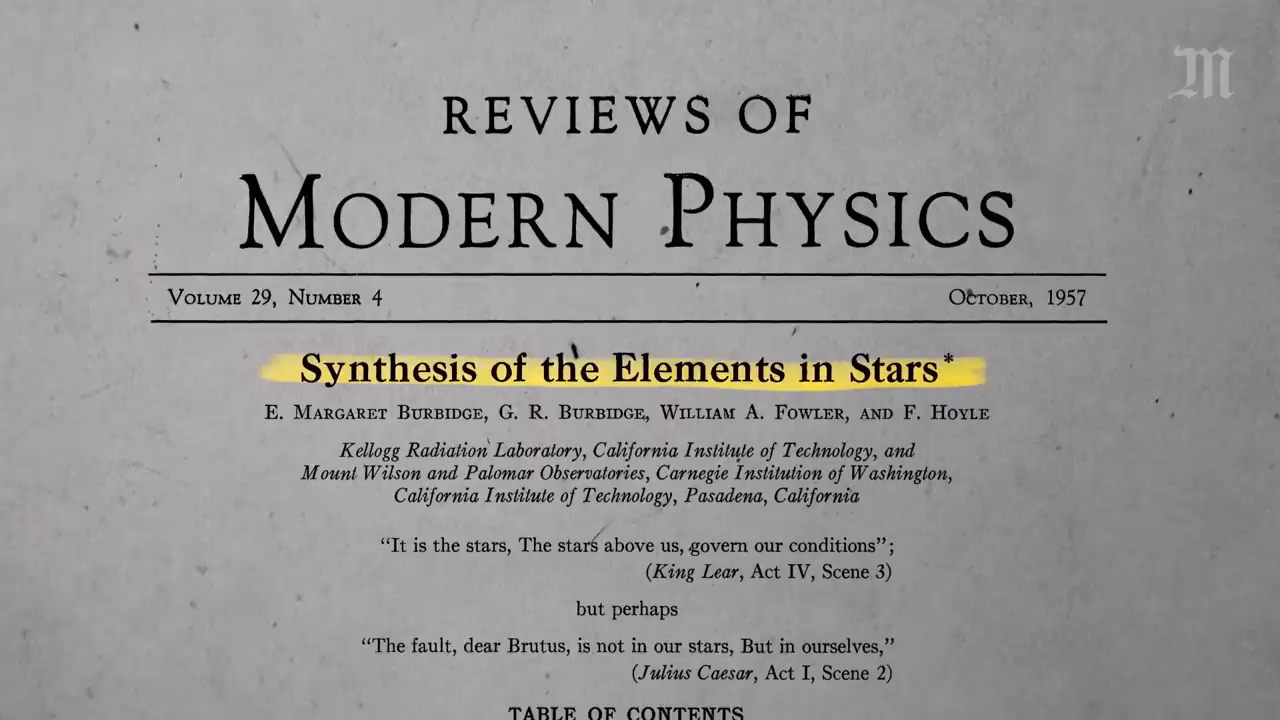 M
REVIEWS OF
MODERN PHYSICS
VOLUME 29, NUMBER 4
OCTOBER, 1957
Synthesis of the Elements in Stars*
E. MARGARET BURBIDGE, G. R. BURBIDGE, WILLIAM A. FOWLER, AND F. HOYLE
Kellogg Radiation Laboratory, California Institute of Technology, and
Mount Wilson and Palomar Observatories, Carnegie Institution of Washington,
California Institute of Technology, Pasadena, California
“It is the stars, The stars above us, govern our conditions”;
(King Lear, Act IV, Scene 3)
but perhaps
“The fault, dear Brutus, is not in our stars, But in ourselves,”
(Julius Caesar, Act I, Scene 2)
TABLE OF CONTENTS